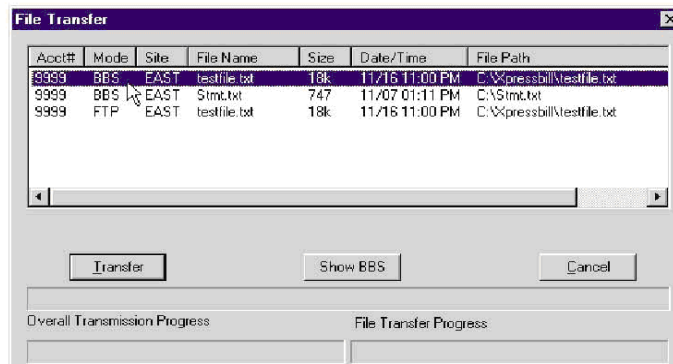 File Transfer
Acct# Mode Site File Name Size Date/Time File Path
9999 BBS EAST testfile.txt 18k 11/16 11:00 PM C:\Xpressbill\testfile.txt
9999 BBS EAST Stmt.txt 747 11/07 01:11 PM C:\Stmt.txt
9999 FTP EAST testfile.txt 18k 11/16 11:00 PM C:\Xpressbill\testfile.txt
Transfer Show BBS Cancel
Overall Transmission Progress File Transfer Progress